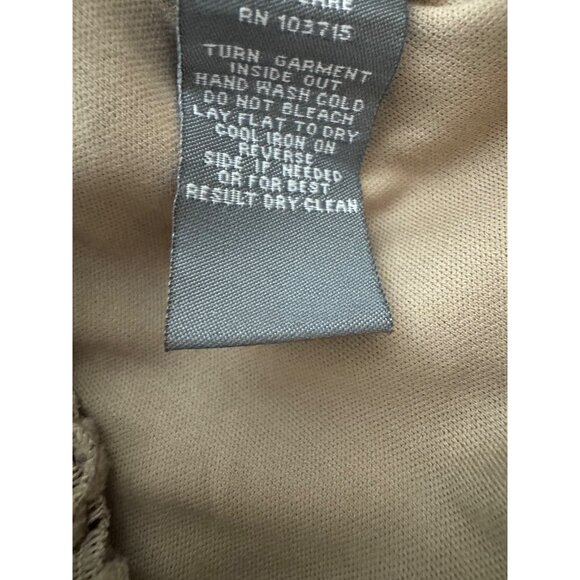 CARE
RN 103715
TURN GARMENT
INSIDE OUT
HAND WASH COLD
DO NOT BLEACH
LAY FLAT TO DRY
COOL IRON ON
REVERSE
SIDE IF NEEDED
OR FOR BEST
RESULT DRY CLEAN